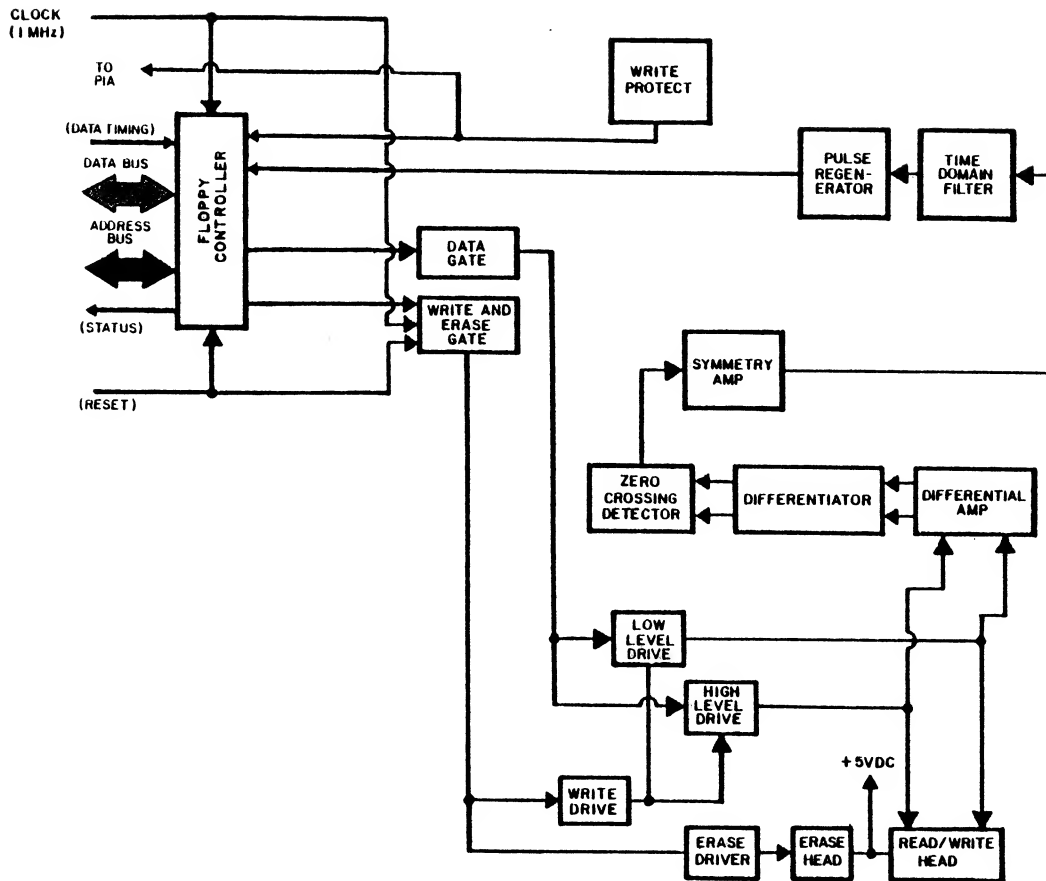 CLOCK
(1 MHz)
TO
PIA
WRITE
PROTECT
(DATA TIMING)
DATA BUS
ADDRESS
BUS
(STATUS)
(RESET)
FLOPPY
CONTROLLER
PULSE
REGEN-
ERATOR
TIME
DOMAIN
FILTER
DATA
GATE
WRITE AND
ERASE
GATE
SYMMETRY
AMP
ZERO
CROSSING
DETECTOR
DIFFERENTIATOR
DIFFERENTIAL
AMP
LOW
LEVEL
DRIVE
HIGH
LEVEL
DRIVE
+5VDC
WRITE
DRIVE
ERASE
DRIVER
ERASE
HEAD
READ/WRITE
HEAD